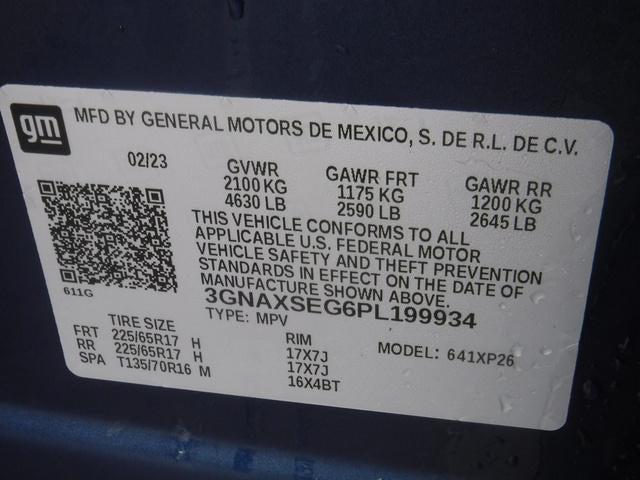 gm
MFD BY GENERAL MOTORS DE MEXICO, S. DE R.L. DE C.V.
02/23 GVWR GAWR FRT GAWR RR
2100 KG 1175 KG 1200 KG
4630 LB 2590 LB 2645 LB
THIS VEHICLE CONFORMS TO ALL
APPLICABLE U.S. FEDERAL MOTOR
VEHICLE SAFETY AND THEFT PREVENTION
STANDARDS IN EFFECT ON THE DATE OF
MANUFACTURE SHOWN ABOVE.
611G
3GNAXSEG6PL199934
TYPE: MPV
TIRE SIZE RIM MODEL: 641XP26
FRT 225/65R17 H 17X7J
RR 225/65R17 H 17X7J
SPA T135/70R16 M 16X4BT